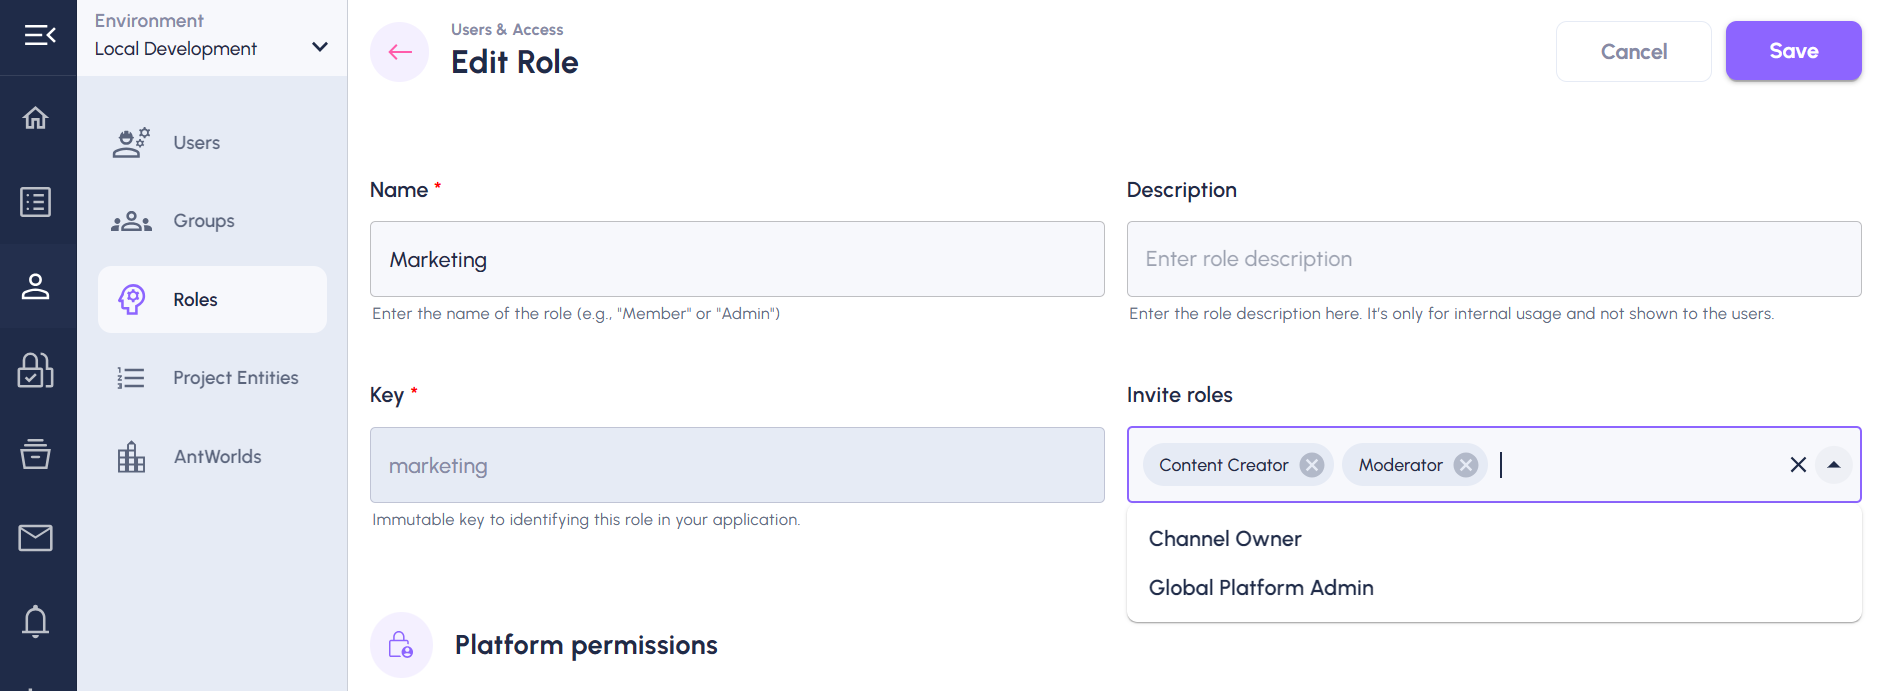 Environment
Local Development
Users
Groups
Roles
Project Entities
AntWorlds
Users & Access
Edit Role
Cancel
Save
Name *
Marketing
Enter the name of the role (e.g., "Member" or "Admin")
Description
Enter role description
Enter the role description here. It's only for internal usage and not shown to the users.
Key *
marketing
Immutable key to identifying this role in your application.
Invite roles
Content Creator
Moderator
Channel Owner
Global Platform Admin
Platform permissions